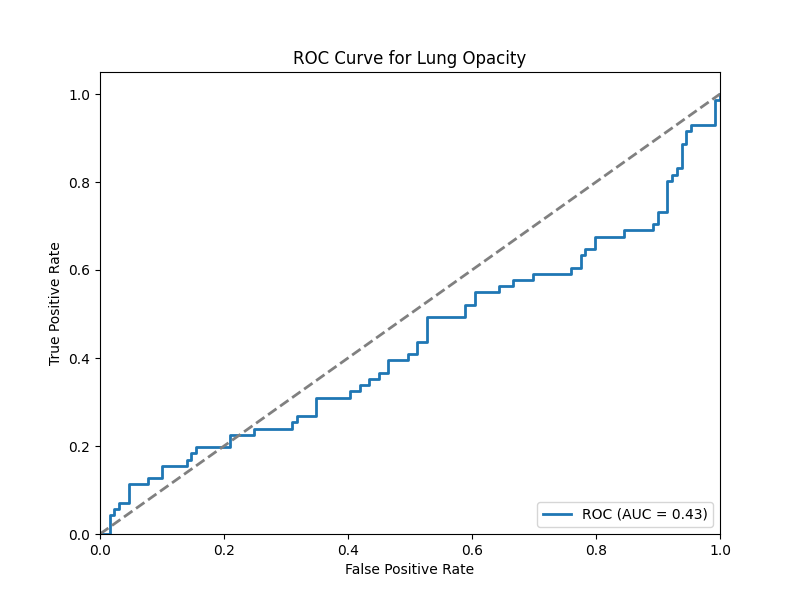 ROC Curve for Lung Opacity
True Positive Rate
1.0
0.8
0.6
0.4
0.2
0.0
ROC (AUC = 0.43)
0.0 0.2 0.4 0.6 0.8 1.0
False Positive Rate